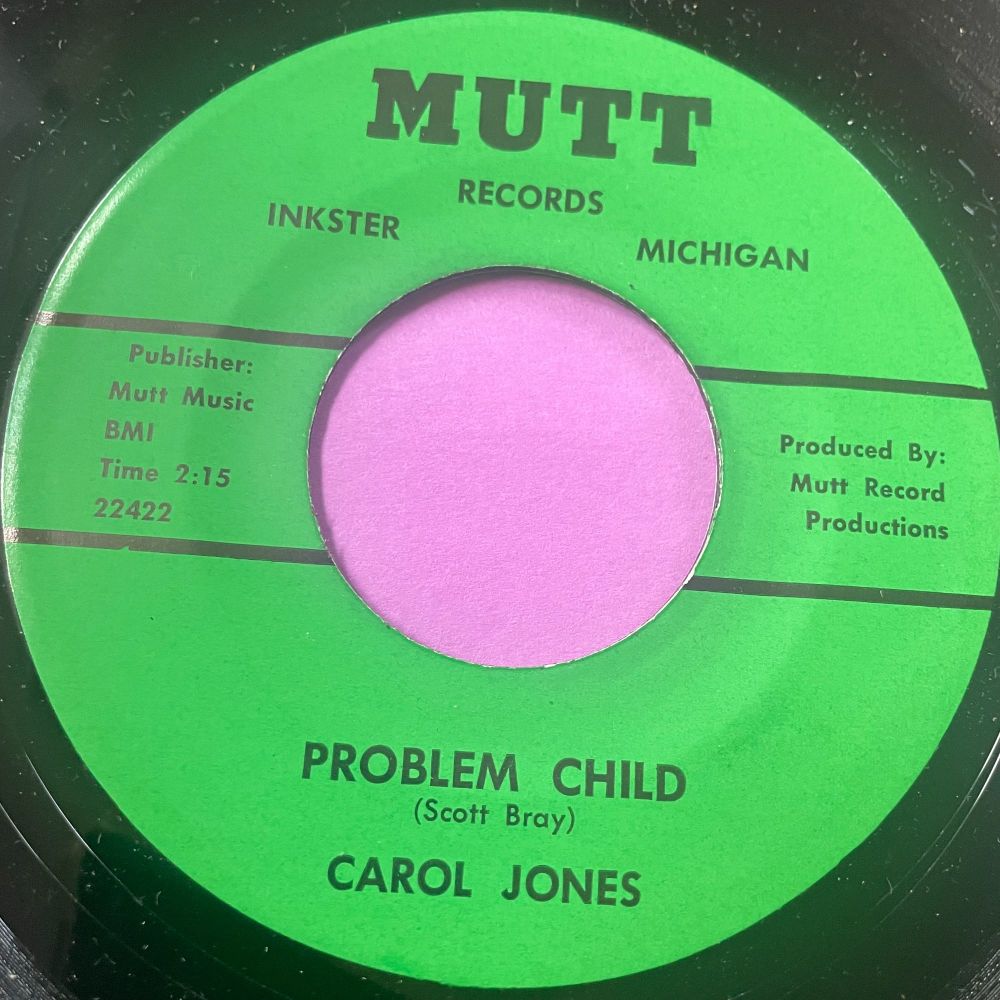 MUTT
RECORDS
INKSTER
MICHIGAN
Publisher:
Mutt Music
BMI
Time 2:15
22422
Produced By:
Mutt Record
Productions
PROBLEM CHILD
(Scott Bray)
CAROL JONES